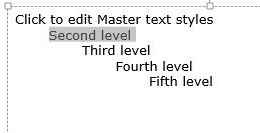 Click to edit Master text styles
Second level
Third level
Fourth level
Fifth level